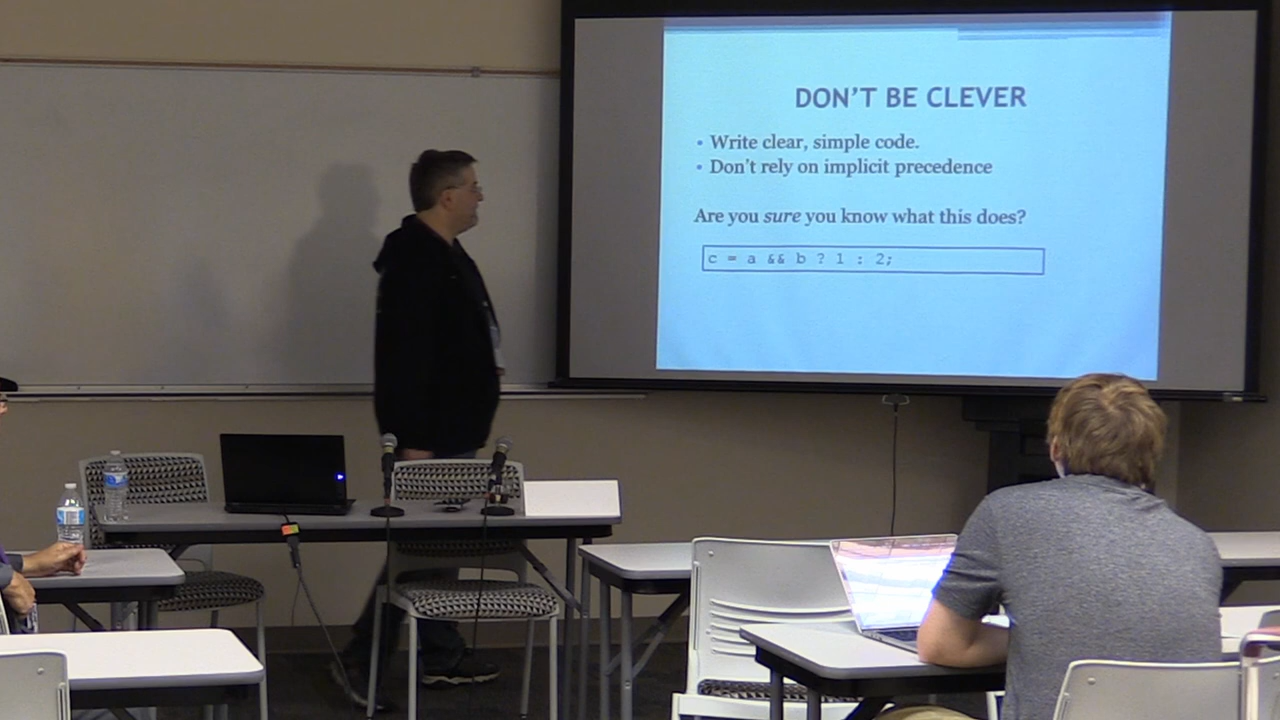 DON'T BE CLEVER
• Write clear, simple code.
• Don't rely on implicit precedence
Are you sure you know what this does?
c = a && b ? 1 : 2;